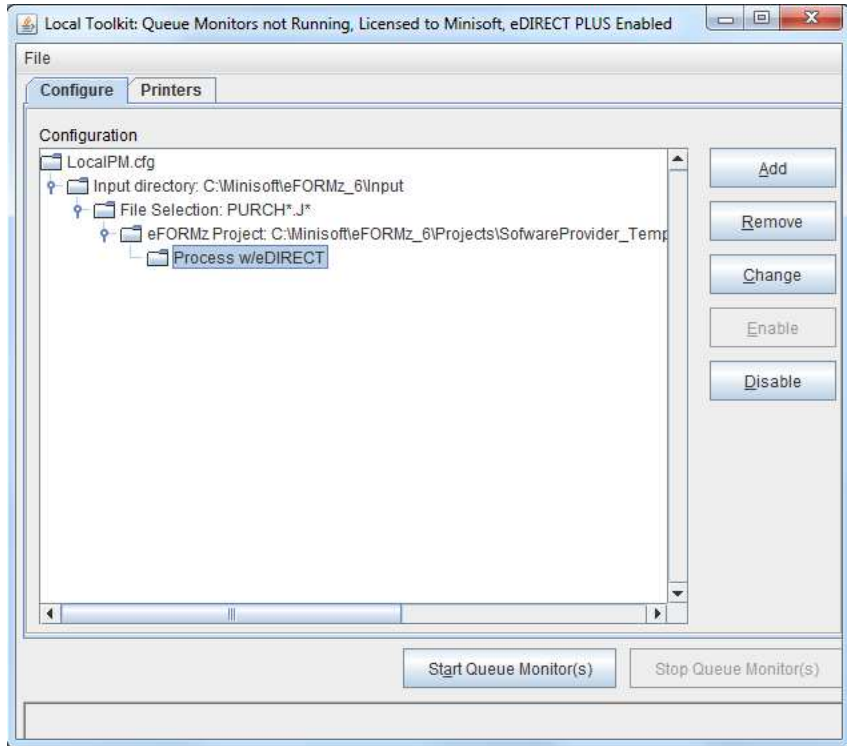 Local Toolkit: Queue Monitors not Running, Licensed to Minisoft, eDIRECT PLUS Enabled
File
Configure Printers
Configuration
LocalPM.cfg
Input directory: C:\Minisoft\eFORMz_6\Input
File Selection: PURCH*.J*
eFORMz Project: C:\Minisoft\eFORMz_6\Projects\SofwareProvider_Temp
Process w/eDIRECT
Add
Remove
Change
Enable
Disable
Start Queue Monitor(s) Stop Queue Monitor(s)